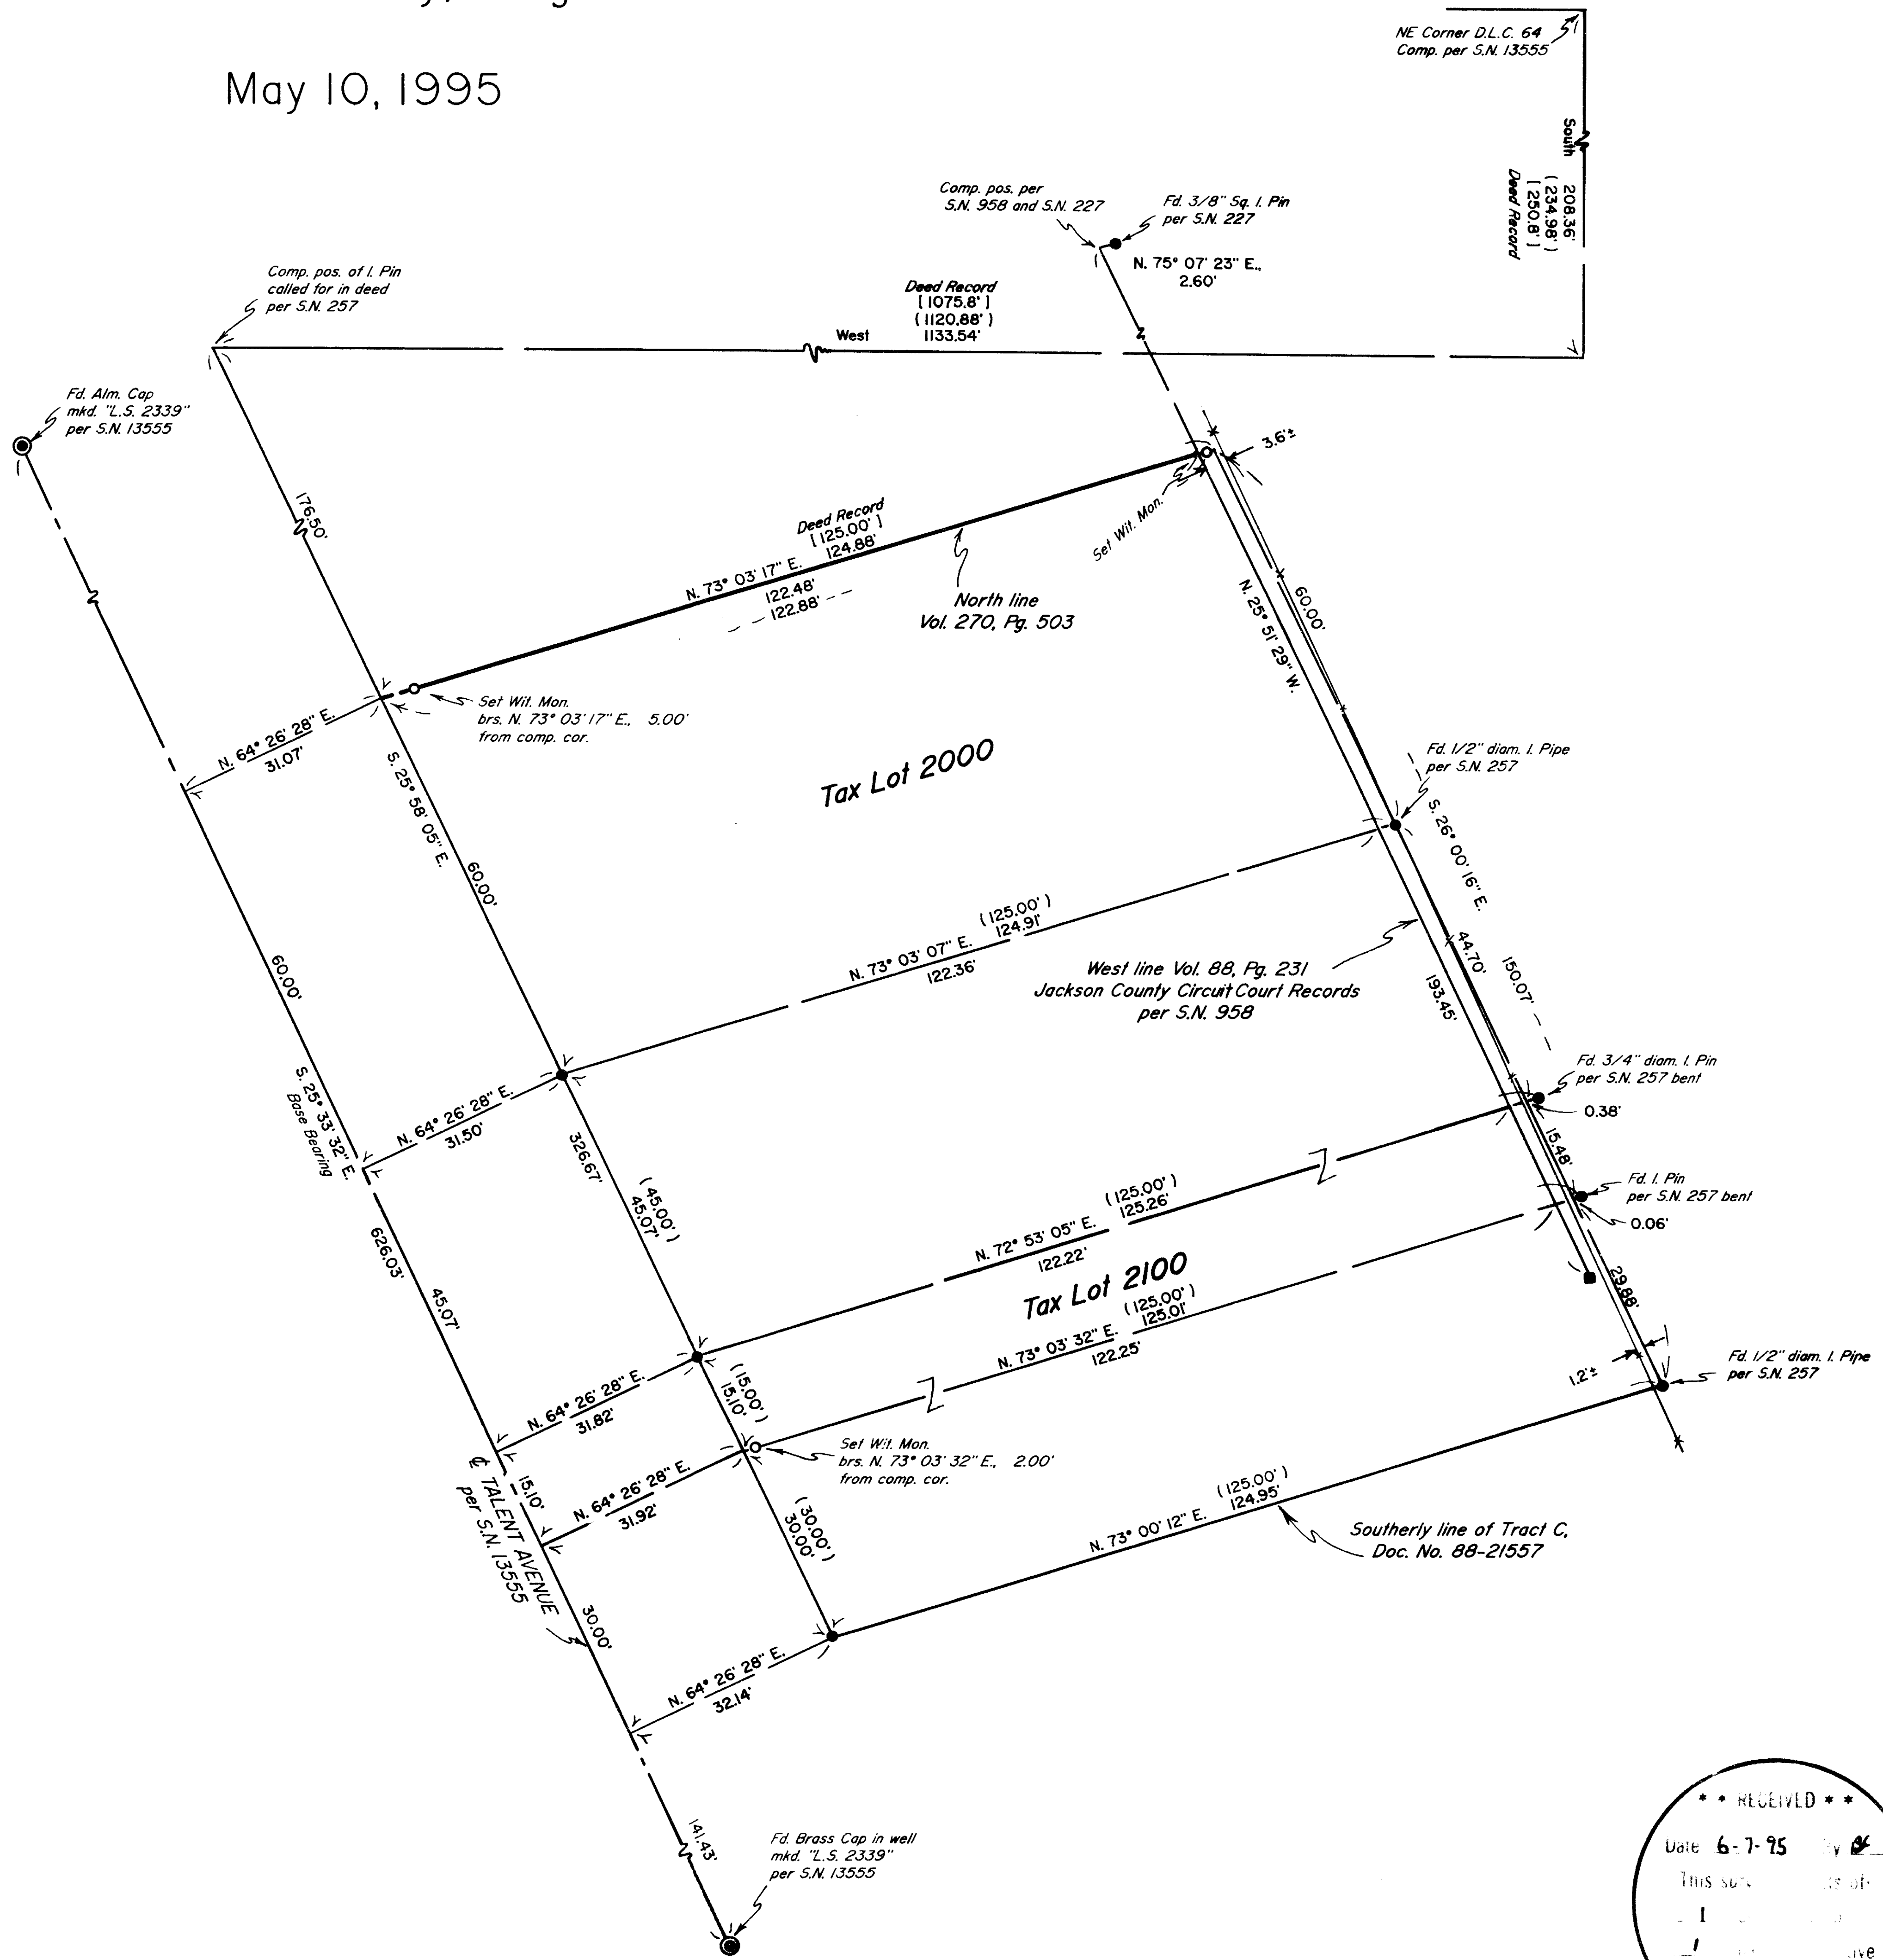 May 10, 1995
NE Corner D.L.C. 64
Comp. per S.N. 13555
South 208.36'
( 234.98' )
[ 250.8' ]
Deed Record
Comp. pos. per
S.N. 958 and S.N. 227
Fd. 3/8" Sq. I. Pin
per S.N. 227
N. 75° 07' 23" E.,
2.60'
Comp. pos. of I. Pin
called for in deed
per S.N. 257
Deed Record
[ 1075.8' ]
( 1120.88' )
West 1133.54'
Fd. Alm. Cap
mkd. "L.S. 2339"
per S.N. 13555
3.6'±
176.50'
Set Wit. Mon.
Deed Record
[ 125.00' ]
N. 73° 03' 17" E. 124.88'
122.48'
122.88'
North line
Vol. 270, Pg. 503
N. 25° 51' 29" W.
60.00'
Set Wit. Mon.
brs. N. 73° 03' 17" E., 5.00'
from comp. cor.
N. 64° 26' 28" E.
31.07'
S. 25° 58' 05" E.
60.00'
Tax Lot 2000
Fd. 1/2" diam. I. Pipe
per S.N. 257
S. 26° 00' 16" E.
150.07'
44.70'
193.45'
( 125.00' )
N. 73° 03' 07" E. 124.91'
122.36'
West line Vol. 88, Pg. 231
Jackson County Circuit Court Records
per S.N. 958
60.00'
S. 25° 33' 32" E.
Base Bearing
N. 64° 26' 28" E.
31.50'
Fd. 3/4" diam. I. Pin
per S.N. 257 bent
0.38'
15.48'
326.67'
( 45.00' )
45.07'
Fd. I. Pin
per S.N. 257 bent
0.06'
( 125.00' )
N. 72° 53' 05" E. 125.26'
122.22'
626.03'
45.07'
Tax Lot 2100
29.88'
( 125.00' )
N. 73° 03' 32" E. 125.01'
122.25'
1.2'±
Fd. 1/2" diam. I. Pipe
per S.N. 257
N. 64° 26' 28" E.
31.82'
( 15.00' )
15.10'
Set Wit. Mon.
brs. N. 73° 03' 32" E., 2.00'
from comp. cor.
15.10'
N. 64° 26' 28" E.
31.92'
℄ TALENT AVENUE
per S.N. 13555
( 30.00' )
30.00'
( 125.00' )
N. 73° 00' 12" E. 124.95'
Southerly line of Tract C,
Doc. No. 88-21557
30.00'
N. 64° 26' 28" E.
32.14'
141.43'
Fd. Brass Cap in well
mkd. "L.S. 2339"
per S.N. 13555
* * RECEIVED * *
Date 6-7-95
This
1
1